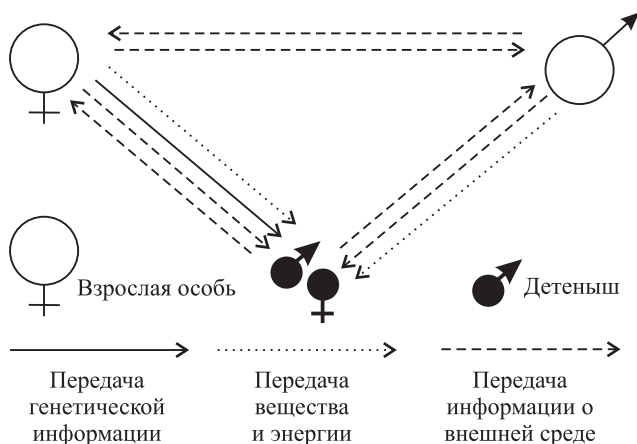 Взрослая особь
Детеныш
Передача
генетической
информации
Передача
вещества
и энергии
Передача
информации о
внешней среде